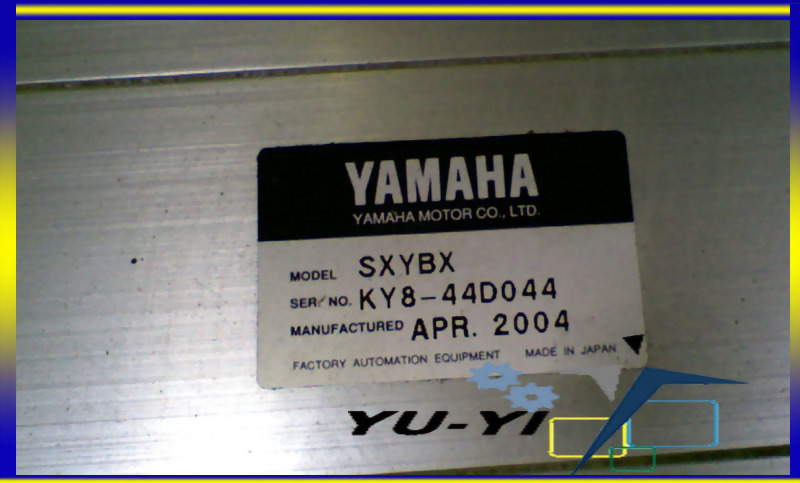 YAMAHA
YAMAHA MOTOR CO., LTD.
MODEL SXYBX
SER. NO. KY8-44D044
MANUFACTURED APR. 2004
FACTORY AUTOMATION EQUIPMENT MADE IN JAPAN
YU-YI